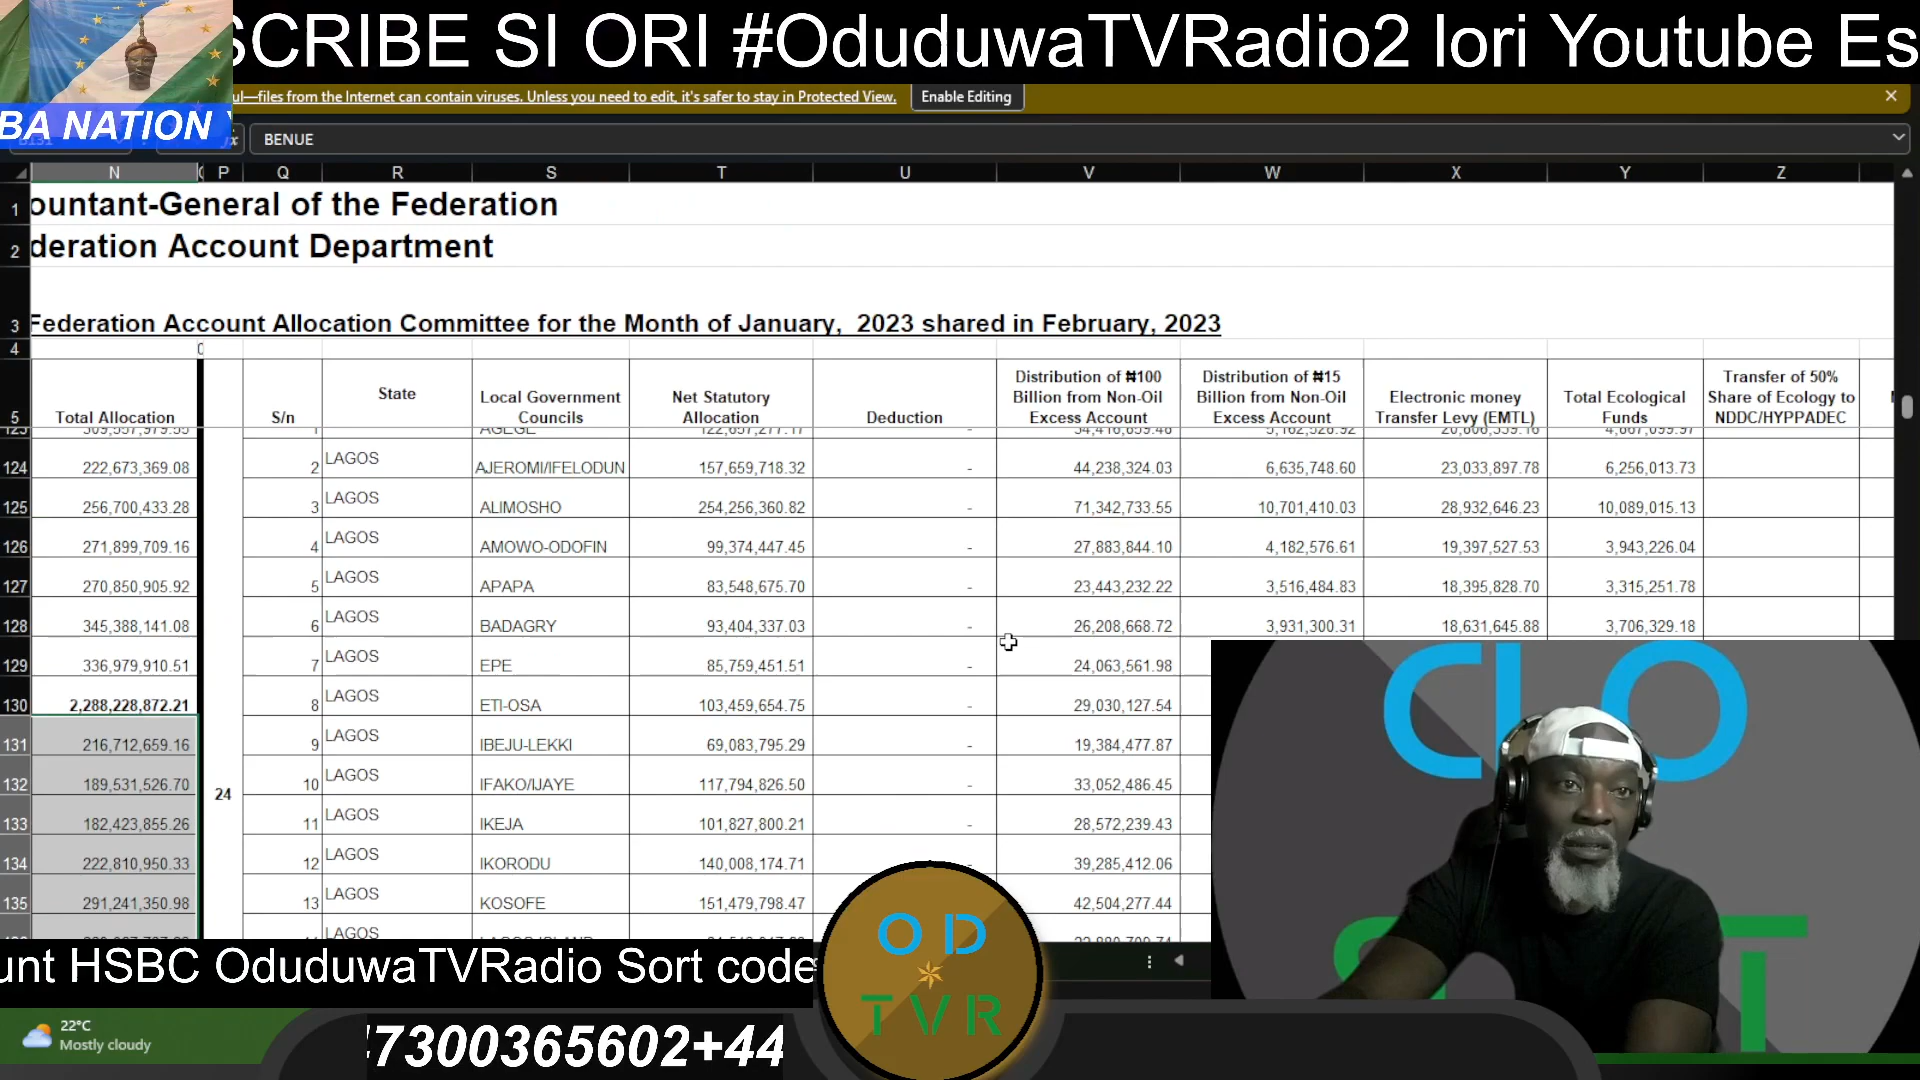 SCRIBE SI ORI #OduduwaTVRadio2 lori Youtube Es
BA NATION
ul—files from the Internet can contain viruses. Unless you need to edit, it's safer to stay in Protected View. Enable Editing
fx BENUE
N P Q R S T U V W X Y Z
1 ountant-General of the Federation
2 deration Account Department
3 Federation Account Allocation Committee for the Month of January, 2023 shared in February, 2023
4 0
5 Total Allocation S/n State Local Government Councils Net Statutory Allocation Deduction Distribution of ₦100 Billion from Non-Oil Excess Account Distribution of ₦15 Billion from Non-Oil Excess Account Electronic money Transfer Levy (EMTL) Total Ecological Funds Transfer of 50% Share of Ecology to NDDC/HYPPADEC
124 222,673,369.08 2 LAGOS AJEROMI/IFELODUN 157,659,718.32 - 44,238,324.03 6,635,748.60 23,033,897.78 6,256,013.73
125 256,700,433.28 3 LAGOS ALIMOSHO 254,256,360.82 - 71,342,733.55 10,701,410.03 28,932,646.23 10,089,015.13
126 271,899,709.16 4 LAGOS AMOWO-ODOFIN 99,374,447.45 - 27,883,844.10 4,182,576.61 19,397,527.53 3,943,226.04
127 270,850,905.92 5 LAGOS APAPA 83,548,675.70 - 23,443,232.22 3,516,484.83 18,395,828.70 3,315,251.78
128 345,388,141.08 6 LAGOS BADAGRY 93,404,337.03 - 26,208,668.72 3,931,300.31 18,631,645.88 3,706,329.18
129 336,979,910.51 7 LAGOS EPE 85,759,451.51 - 24,063,561.98
130 2,288,228,872.21 8 LAGOS ETI-OSA 103,459,654.75 - 29,030,127.54
131 216,712,659.16 9 LAGOS IBEJU-LEKKI 69,083,795.29 - 19,384,477.87
132 189,531,526.70 10 LAGOS IFAKO/IJAYE 117,794,826.50 - 33,052,486.45
24
133 182,423,855.26 11 LAGOS IKEJA 101,827,800.21 - 28,572,239.43
134 222,810,950.33 12 LAGOS IKORODU 140,008,174.71 - 39,285,412.06
135 291,241,350.98 13 LAGOS KOSOFE 151,479,798.47 42,504,277.44
LAGOS
unt HSBC OduduwaTVRadio Sort code
OD
TVR
22°C
Mostly cloudy
7300365602+44